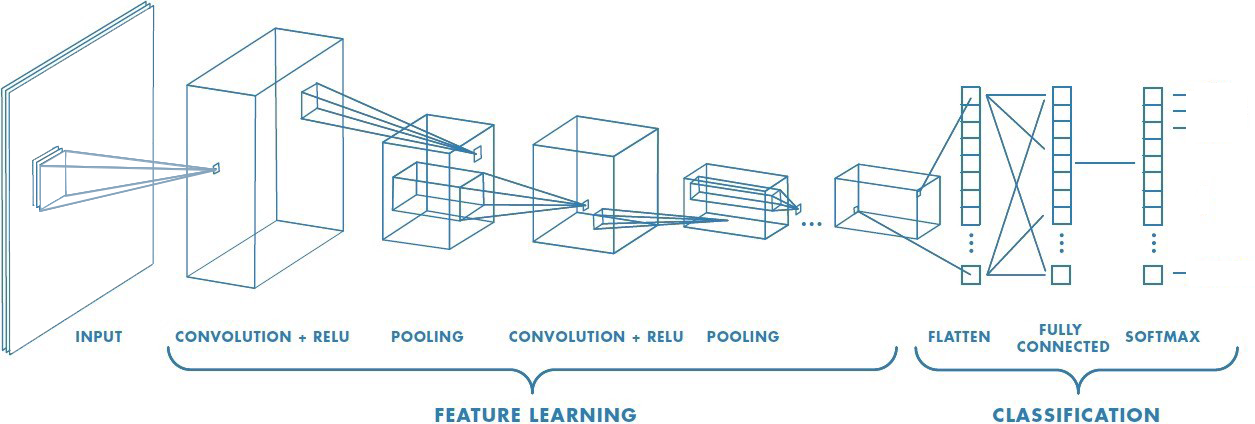 INPUT
CONVOLUTION + RELU
POOLING
CONVOLUTION + RELU
POOLING
FLATTEN
FULLY
CONNECTED
SOFTMAX
FEATURE LEARNING
CLASSIFICATION